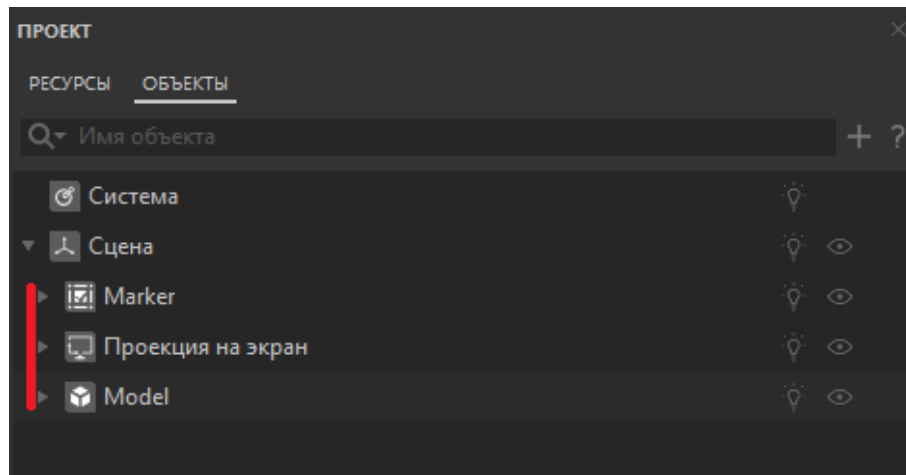 ПРОЕКТ
РЕСУРСЫ ОБЪЕКТЫ
Имя объекта
Система
Сцена
Marker
Проекция на экран
Model